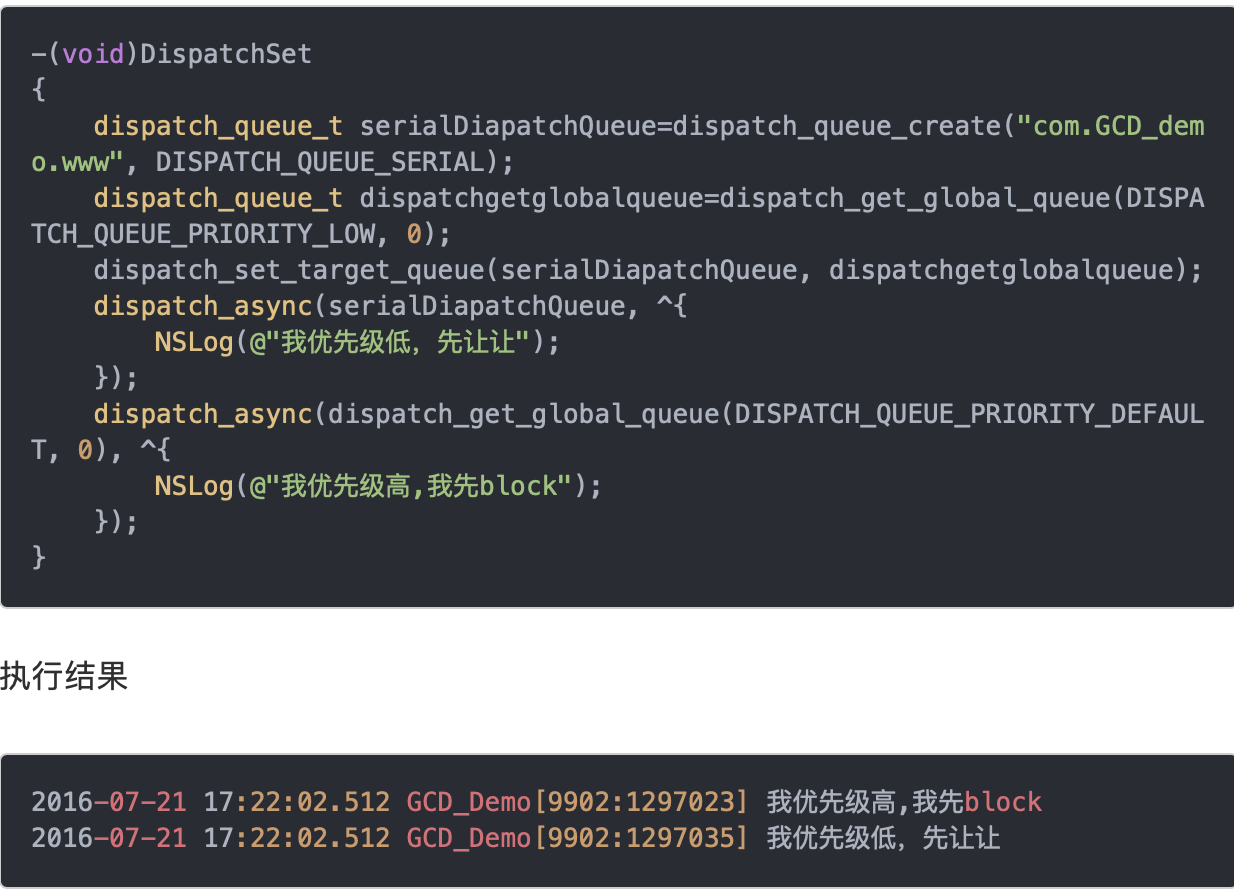 -(void)DispatchSet
{
    dispatch_queue_t serialDiapatchQueue=dispatch_queue_create("com.GCD_dem
o.www", DISPATCH_QUEUE_SERIAL);
    dispatch_queue_t dispatchgetglobalqueue=dispatch_get_global_queue(DISPA
TCH_QUEUE_PRIORITY_LOW, 0);
    dispatch_set_target_queue(serialDiapatchQueue, dispatchgetglobalqueue);
    dispatch_async(serialDiapatchQueue, ^{
        NSLog(@"我优先级低，先让让");
    });
    dispatch_async(dispatch_get_global_queue(DISPATCH_QUEUE_PRIORITY_DEFAUL
T, 0), ^{
        NSLog(@"我优先级高,我先block");
    });
}
执行结果
2016-07-21 17:22:02.512 GCD_Demo[9902:1297023] 我优先级高,我先block
2016-07-21 17:22:02.512 GCD_Demo[9902:1297035] 我优先级低，先让让